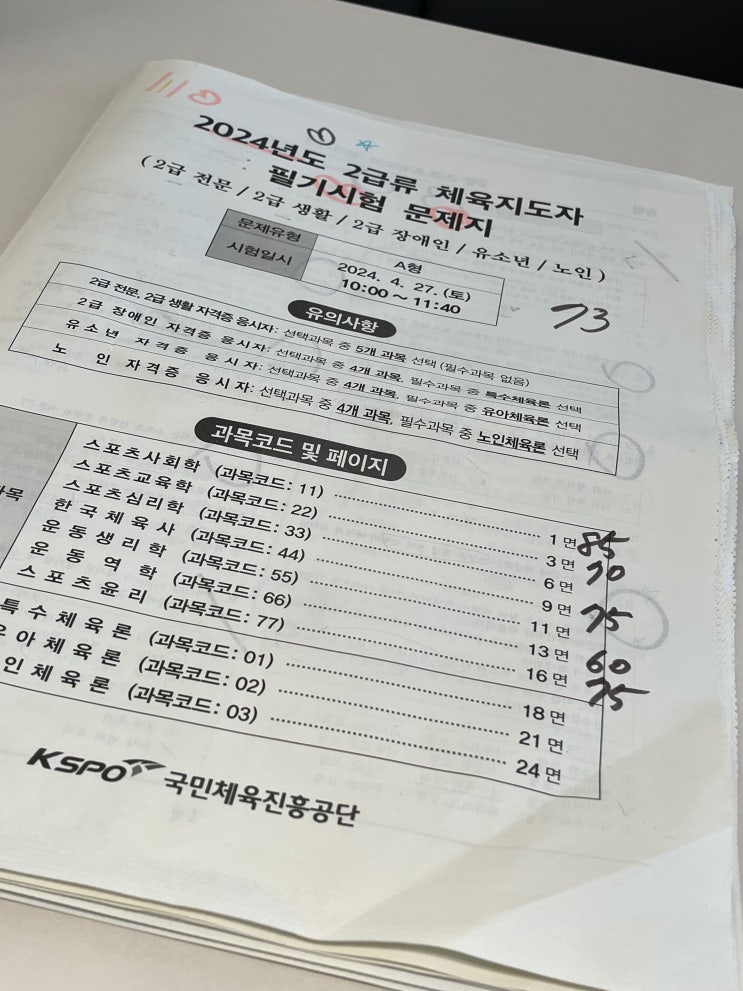 2024년도 2급류 체육지도자
필기시험 문제지
( 2급 전문 / 2급 생활 / 2급 장애인 / 유소년 / 노인 )
문제유형 A형
시험일시 2024. 4. 27. (토)
10:00 ~ 11:40
73
유의사항
2급 전문, 2급 생활 자격증 응시자: 선택과목 중 5개 과목 선택 (필수과목 없음)
2급 장애인 자격증 응시자: 선택과목 중 4개 과목, 필수과목 중 특수체육론 선택
유소년 자격증 응시자: 선택과목 중 4개 과목, 필수과목 중 유아체육론 선택
노인 자격증 응시자: 선택과목 중 4개 과목, 필수과목 중 노인체육론 선택
과목코드 및 페이지
스포츠사회학 (과목코드: 11) 1 면 85
스포츠교육학 (과목코드: 22) 3 면 70
스포츠심리학 (과목코드: 33) 6 면
한국체육사 (과목코드: 44) 9 면 75
운동생리학 (과목코드: 55) 11 면
운동역학 (과목코드: 66) 13 면 60
스포츠윤리 (과목코드: 77) 16 면 75
특수체육론 (과목코드: 01) 18 면
유아체육론 (과목코드: 02) 21 면
인체육론 (과목코드: 03) 24 면
KSPO 국민체육진흥공단